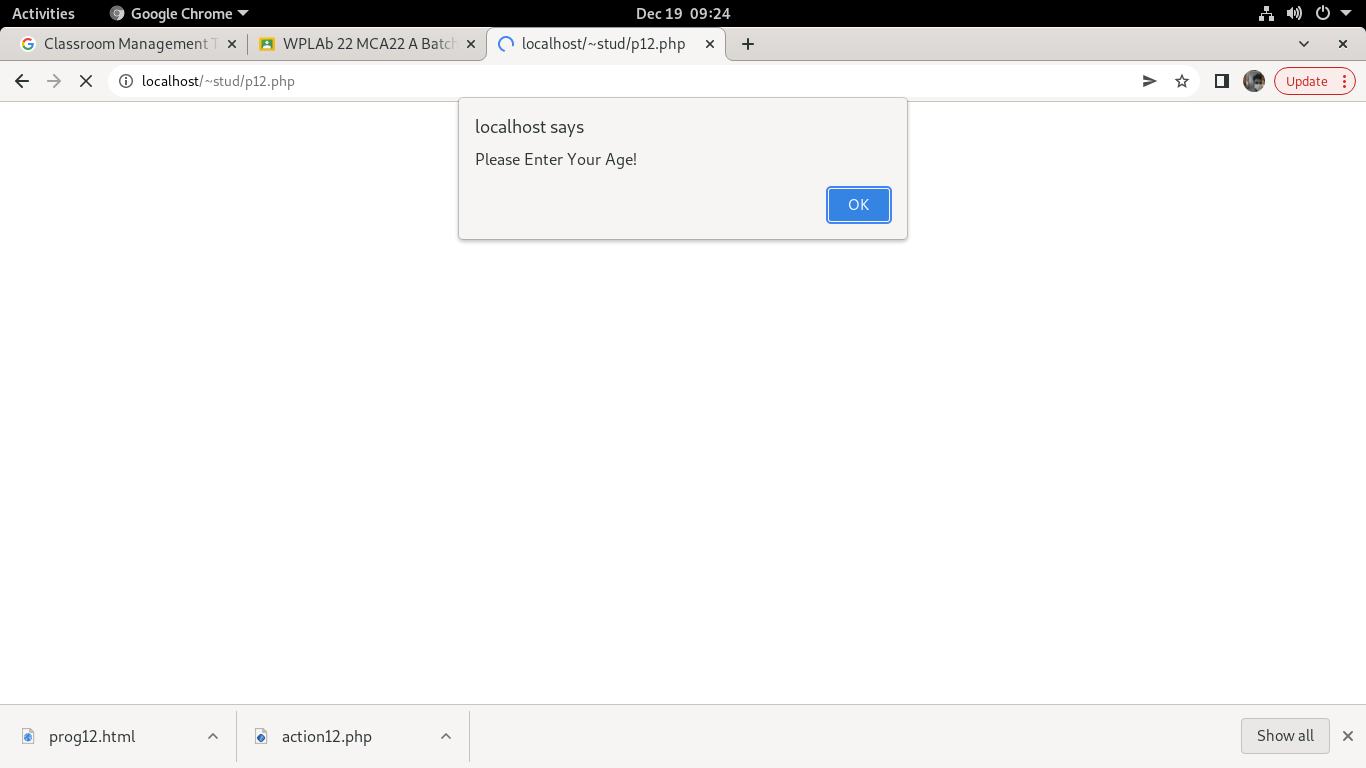 Activities Google Chrome Dec 19 09:24
Classroom Management T WPLAb 22 MCA22 A Batch localhost/~stud/p12.php
localhost/~stud/p12.php Update
localhost says
Please Enter Your Age!
OK
prog12.html action12.php Show all